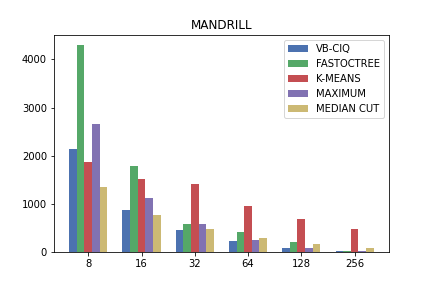 MANDRILL
VB-CIQ
FASTOCTREE
K-MEANS
MAXIMUM
MEDIAN CUT
4000
3000
2000
1000
0
8 16 32 64 128 256